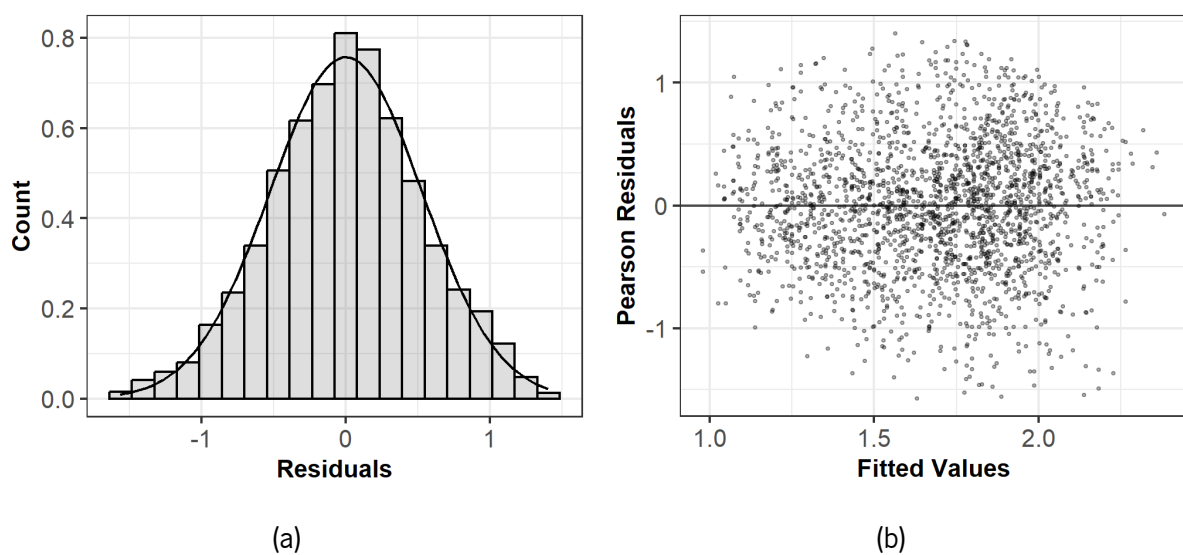 0.8
0.6
0.4
0.2
0.0
Count
-1 0 1
Residuals
(a)
1
0
-1
Pearson Residuals
1.0 1.5 2.0
Fitted Values
(b)